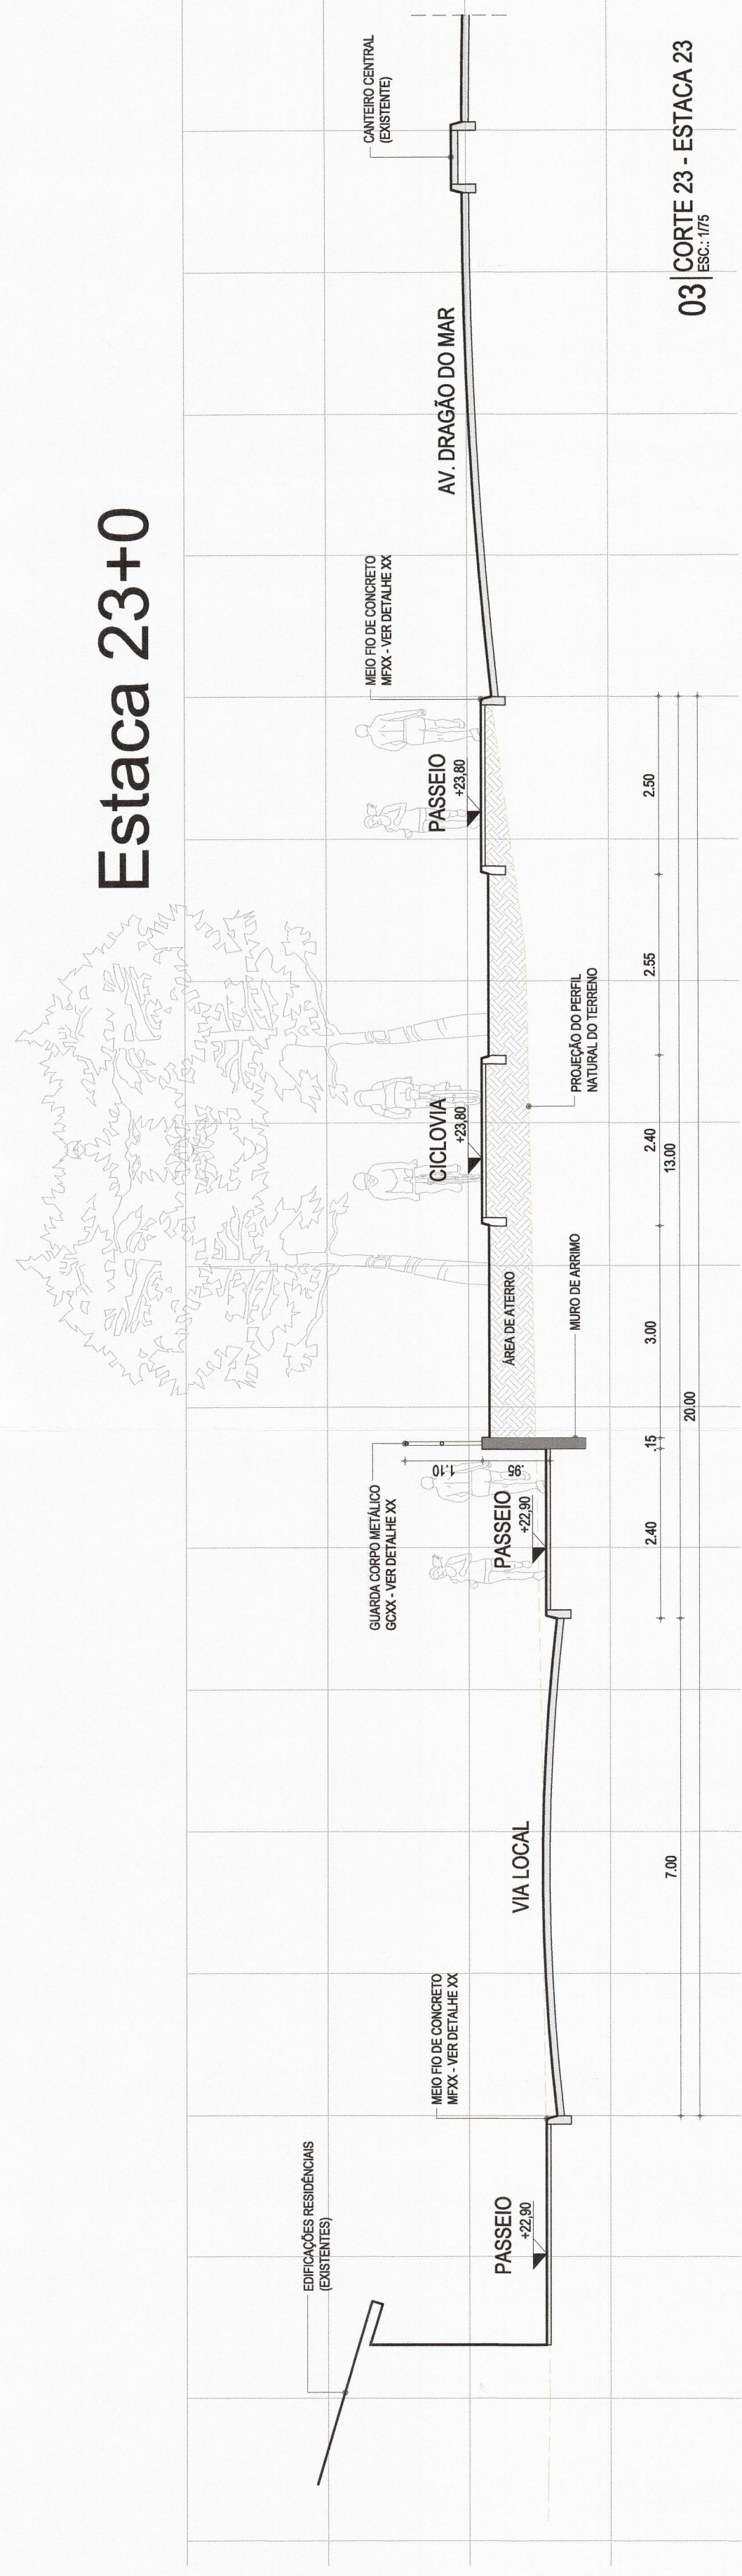 Estaca 23+0
EDIFICAÇÕES RESIDÊNCIAIS
(EXISTENTES)
PASSEIO
+22,90
MEIO FIO DE CONCRETO
MFXX - VER DETALHE XX
VIA LOCAL
GUARDA CORPO METÁLICO
GCXX - VER DETALHE XX
PASSEIO
+22,90
1.10
.95
ÁREA DE ATERRO
MURO DE ARRIMO
CICLOVIA
+23,80
PROJEÇÃO DO PERFIL
NATURAL DO TERRENO
PASSEIO
+23,80
MEIO FIO DE CONCRETO
MFXX - VER DETALHE XX
AV. DRAGÃO DO MAR
CANTEIRO CENTRAL
(EXISTENTE)
2.40
.15
3.00
2.40
2.55
2.50
7.00
13.00
20.00
03 CORTE 23 - ESTACA 23
ESC.: 1/75